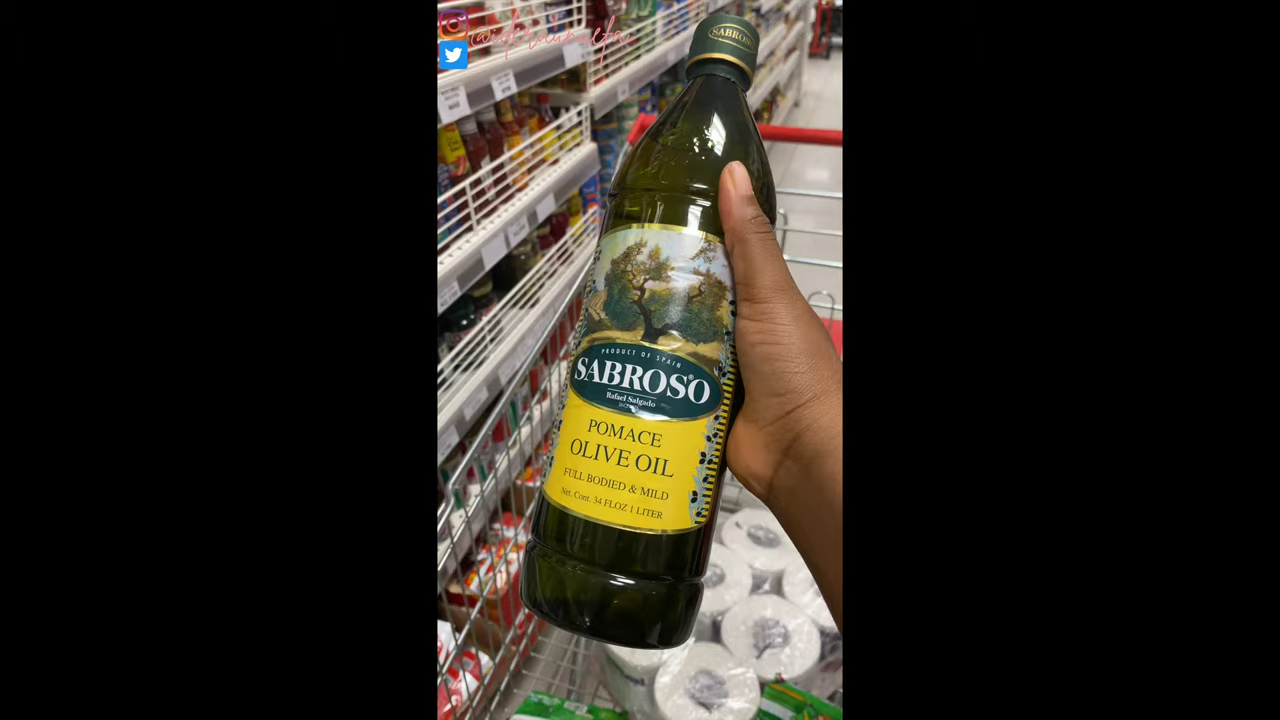 SABROSO
PRODUCT OF SPAIN
SABROSO®
Rafael Salgado
POMACE
OLIVE OIL
FULL BODIED & MILD
Net. Cont. 34 FLOZ 1 LITER